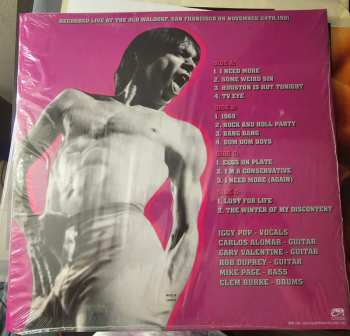 RECORDED LIVE AT THE OLD WALDORF, SAN FRANCISCO ON NOVEMBER 25TH, 1981
SIDE A:
1. I NEED MORE
2. SOME WEIRD SIN
3. HOUSTON IS HOT TONIGHT
4. TV EYE
SIDE B:
1. 1969
2. ROCK AND ROLL PARTY
3. BANG BANG
4. DUM DUM BOYS
SIDE C:
1. EGGS ON PLATE
2. I'M A CONSERVATIVE
3. I NEED MORE (AGAIN)
SIDE D:
1. LUST FOR LIFE
2. THE WINTER OF MY DISCONTENT
IGGY POP - VOCALS
CARLOS ALOMAR - GUITAR
GARY VALENTINE - GUITAR
ROB DUPREY - GUITAR
MIKE PAGE - BASS
CLEM BURKE - DRUMS